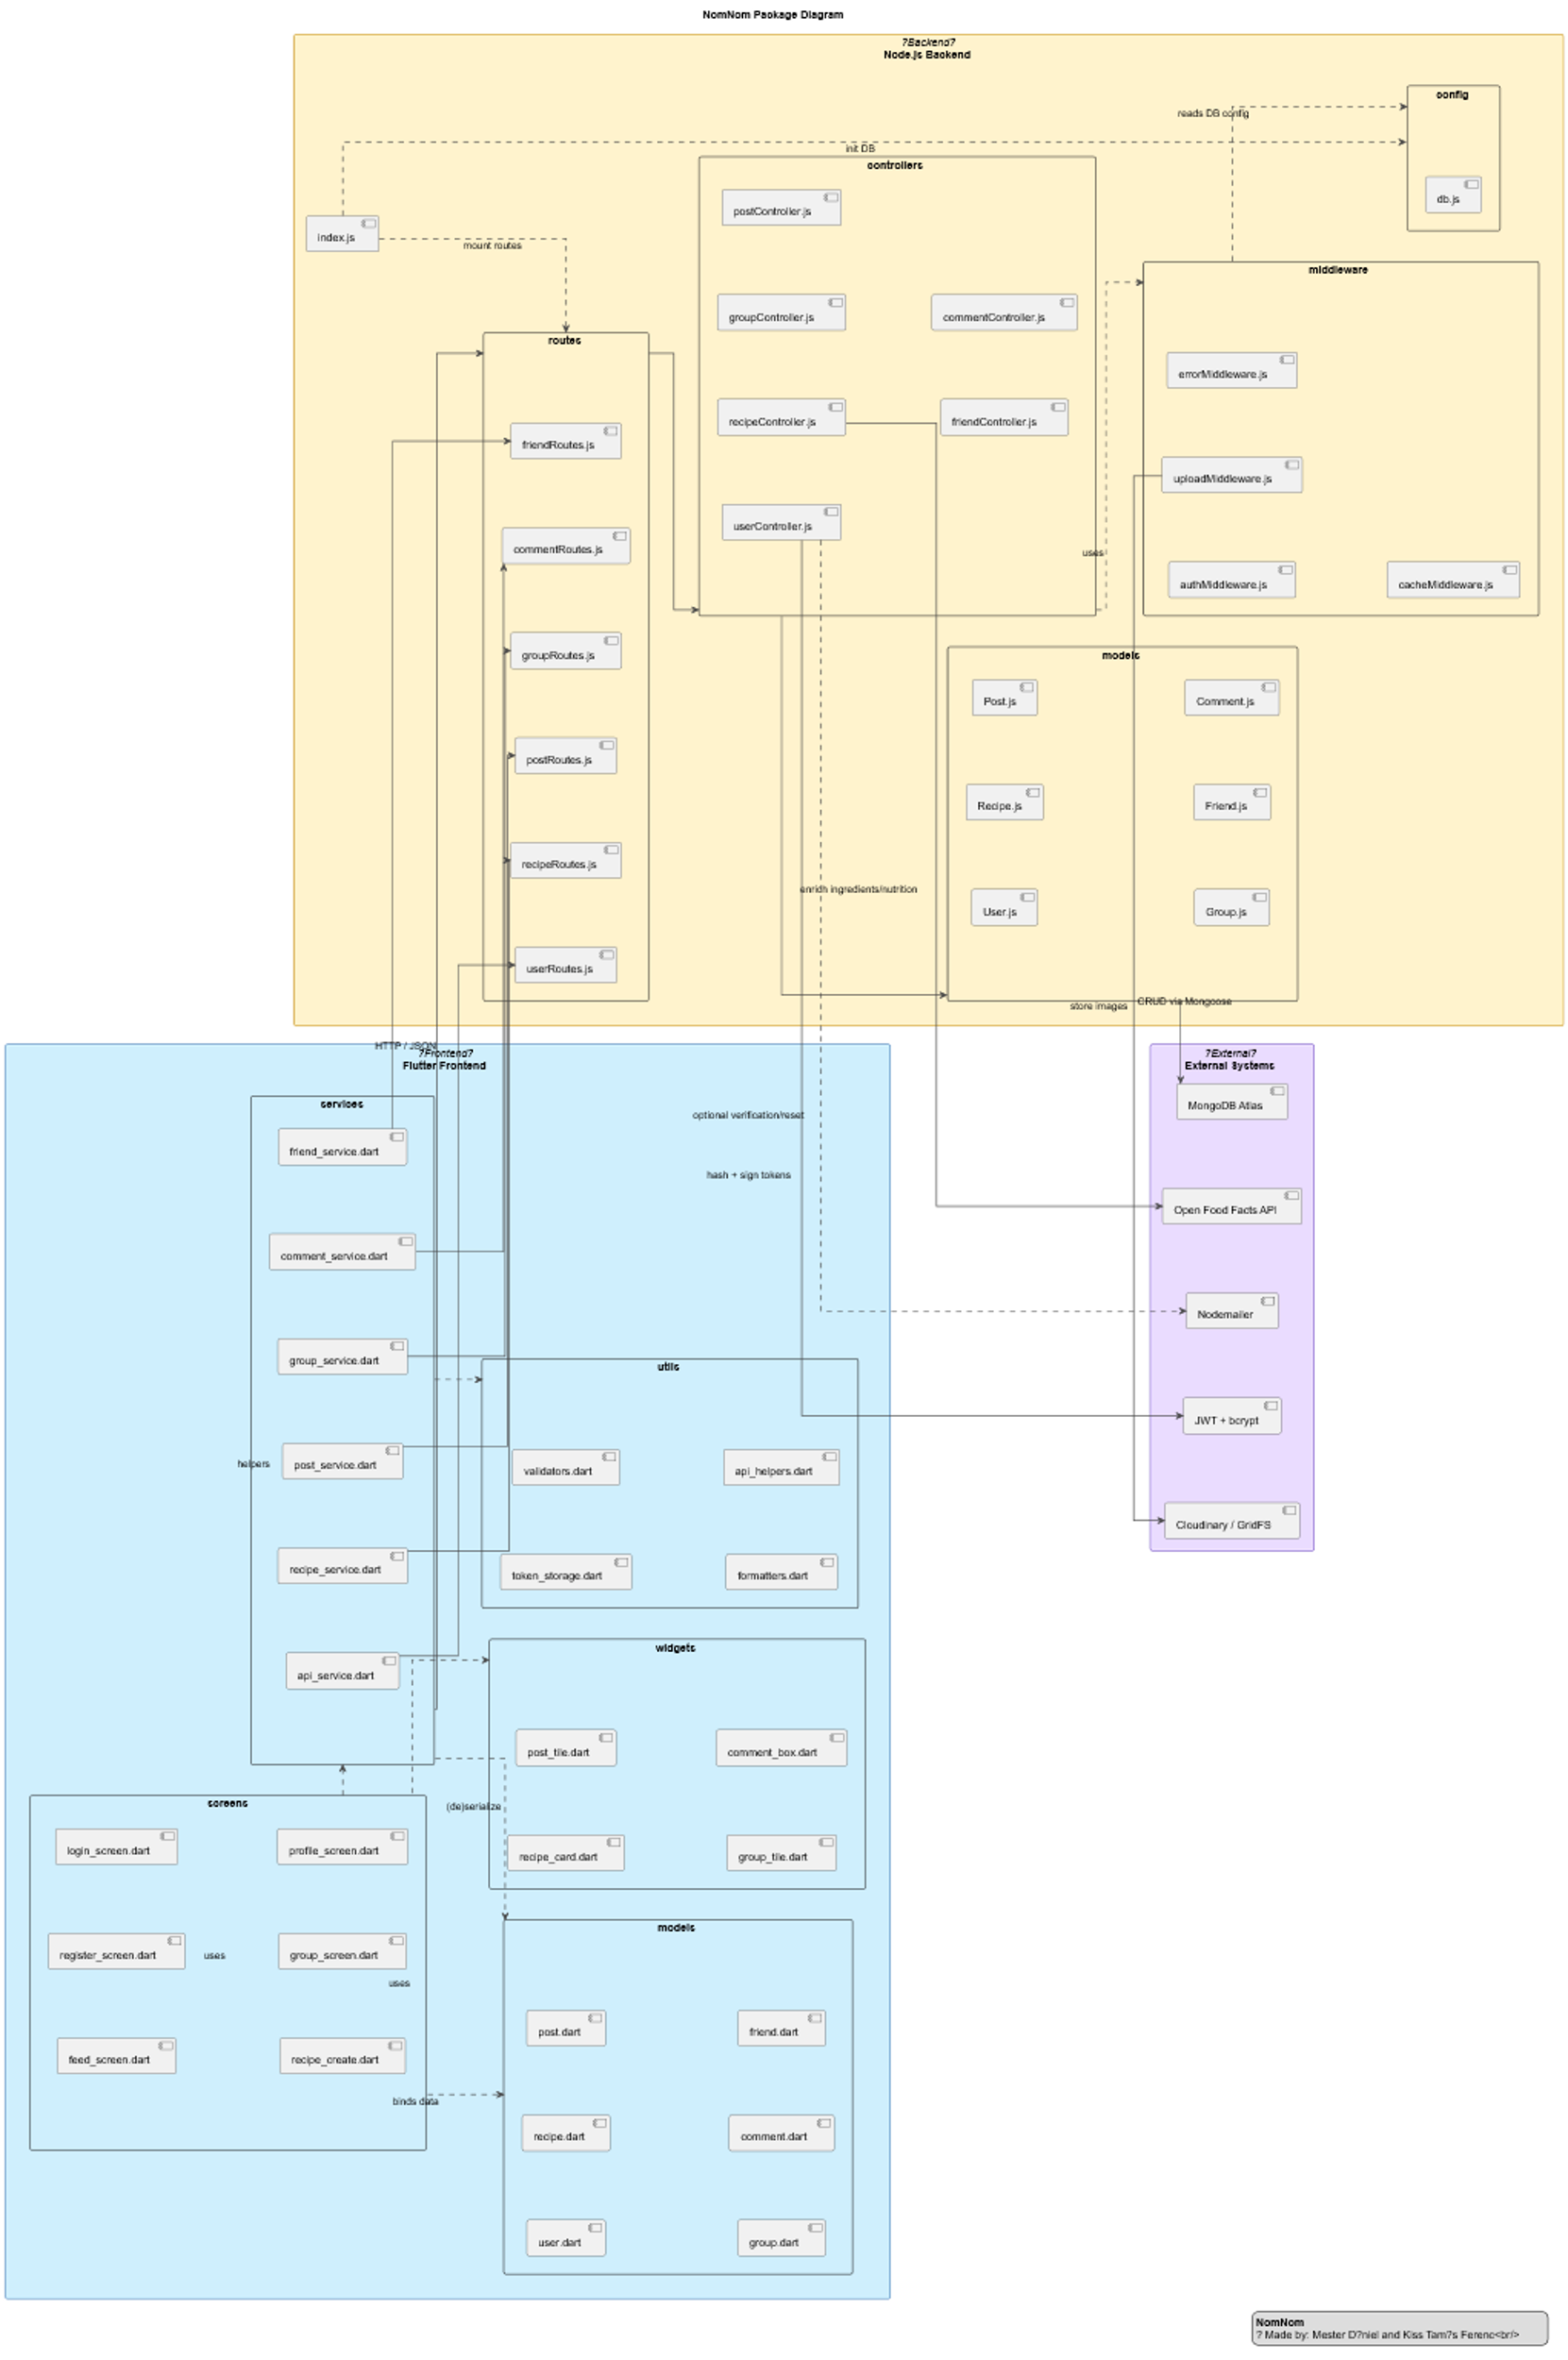 NomNom Package Diagram
?Backend?
Node.js Backend
config
reads DB config
init DB
controllers
db.js
postController.js
index.js
mount routes
middleware
groupController.js
commentController.js
routes
errorMiddleware.js
recipeController.js
friendController.js
friendRoutes.js
uploadMiddleware.js
userController.js
commentRoutes.js
uses
authMiddleware.js
cacheMiddleware.js
groupRoutes.js
models
Post.js
Comment.js
postRoutes.js
Recipe.js
Friend.js
recipeRoutes.js
enrich ingredients/nutrition
User.js
Group.js
userRoutes.js
store images
CRUD via Mongoose
HTTP / JSON
?Frontend?
Flutter Frontend
?External?
External Systems
services
MongoDB Atlas
optional verification/reset
friend_service.dart
hash + sign tokens
Open Food Facts API
comment_service.dart
Nodemailer
group_service.dart
utils
JWT + bcrypt
helpers
post_service.dart
validators.dart
api_helpers.dart
Cloudinary / GridFS
recipe_service.dart
token_storage.dart
formatters.dart
widgets
api_service.dart
post_tile.dart
comment_box.dart
screens
(de)serialize
login_screen.dart
profile_screen.dart
recipe_card.dart
group_tile.dart
models
register_screen.dart
uses
group_screen.dart
uses
post.dart
friend.dart
feed_screen.dart
recipe_create.dart
binds data
recipe.dart
comment.dart
user.dart
group.dart
NomNom
? Made by: Mester D?niel and Kiss Tam?s Ferenc<br/>